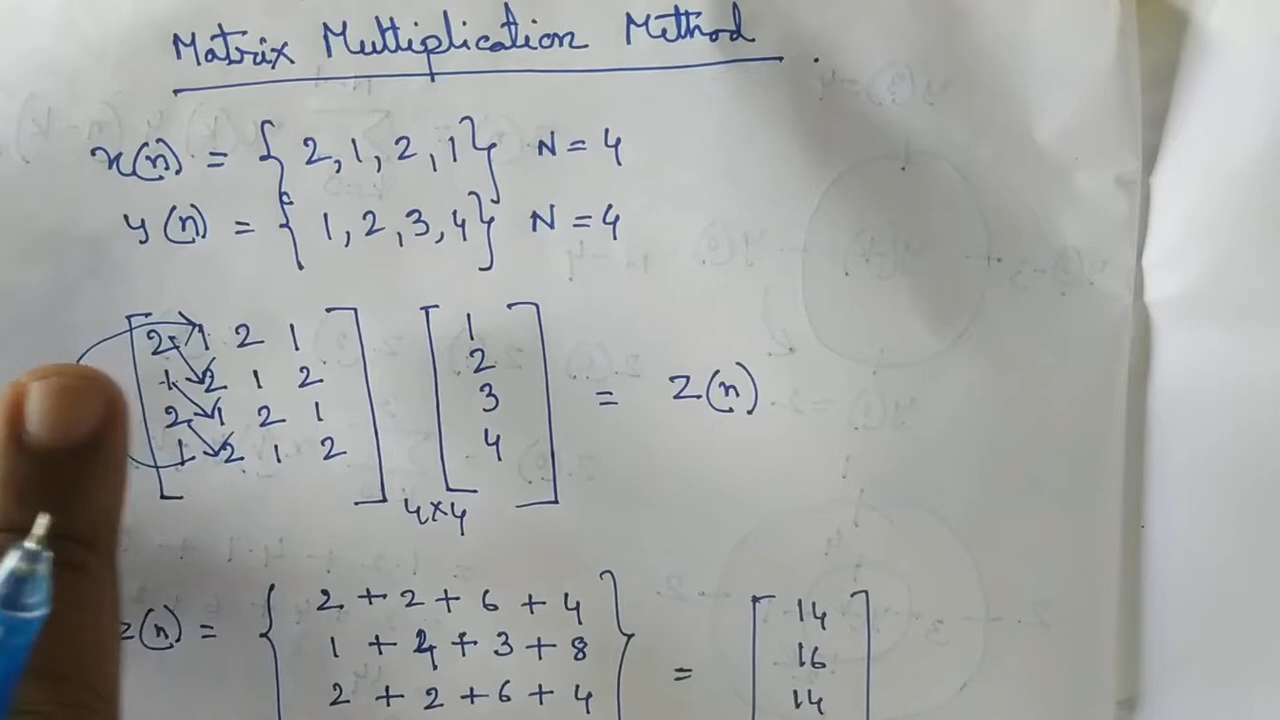 Matrix Multiplication Method .
x(n) = { 2, 1, 2, 1 } N = 4
y(n) = { 1, 2, 3, 4 } N = 4
[ 2 1 2 1 ] [ 1 ]
[ 1 2 1 2 ] [ 2 ]
[ 2 1 2 1 ] [ 3 ] = Z(n)
[ 1 2 1 2 ] [ 4 ]
4×4
2 + 2 + 6 + 4 [ 14
z(n) = { 1 + 4 + 3 + 8 } = 16
2 + 2 + 6 + 4 14 ]